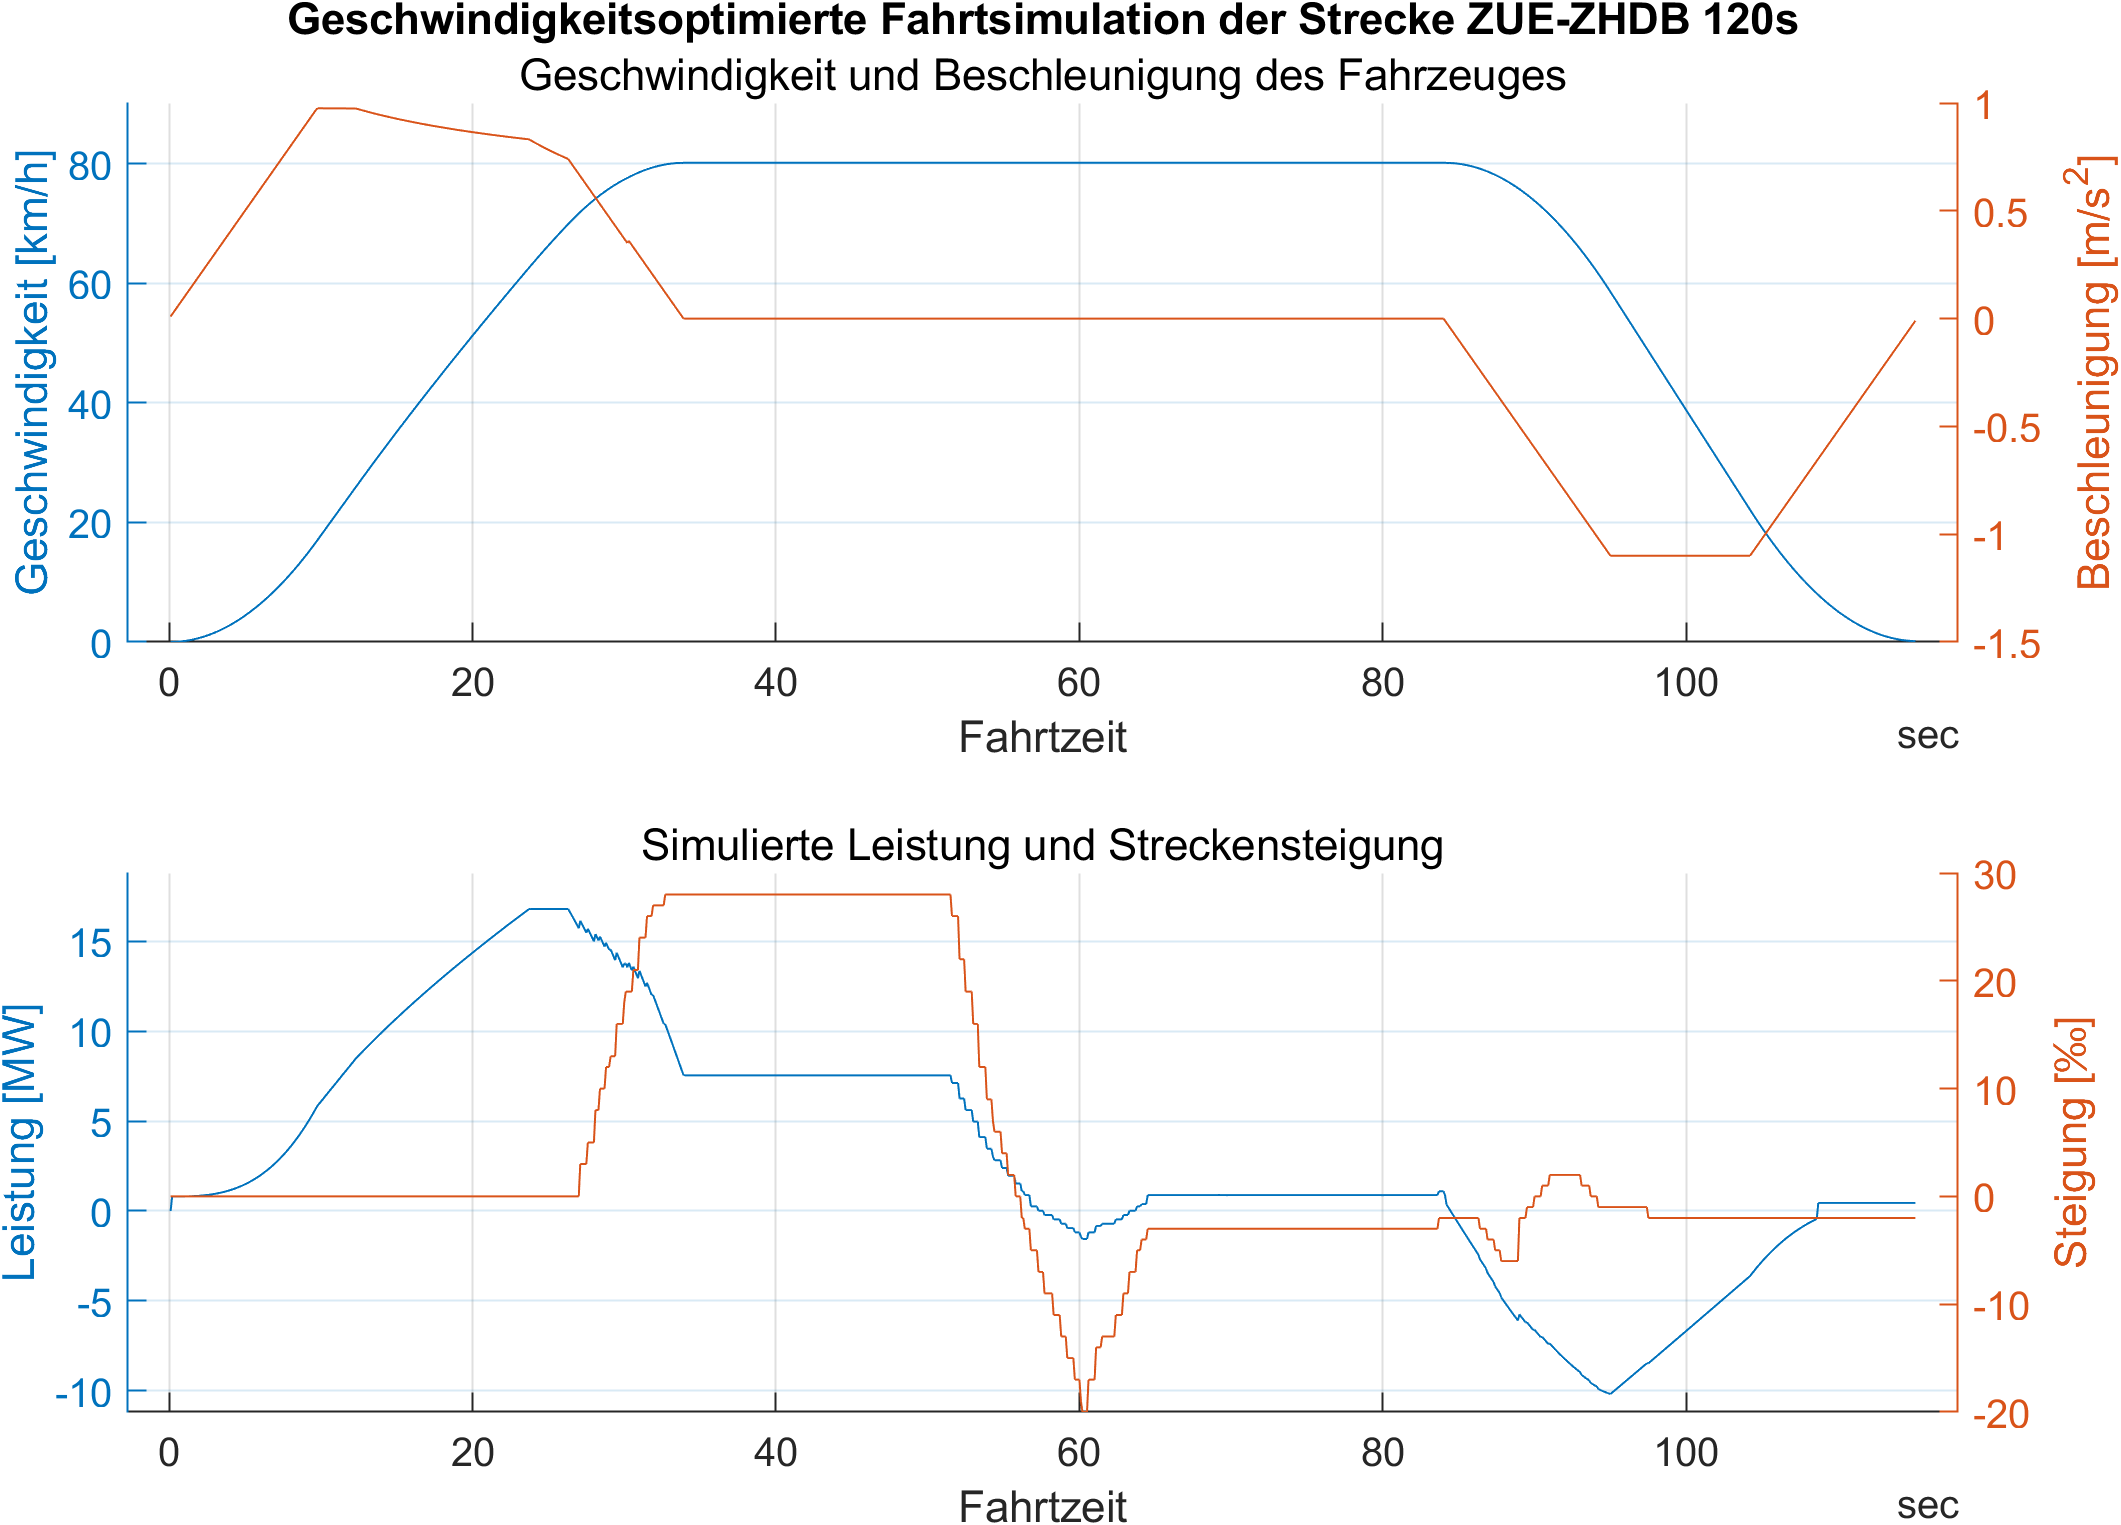 Geschwindigkeitsoptimierte Fahrtsimulation der Strecke ZUE-ZHDB 120s
Geschwindigkeit und Beschleunigung des Fahrzeuges
Geschwindigkeit [km/h]
80
60
40
20
0
1
0.5
0
-0.5
-1
-1.5
Beschleunigung [m/s²]
0 20 40 60 80 100
Fahrtzeit
sec
Simulierte Leistung und Streckensteigung
Leistung [MW]
15
10
5
0
-5
-10
30
20
10
0
-10
-20
Steigung [‰]
0 20 40 60 80 100
Fahrtzeit
sec